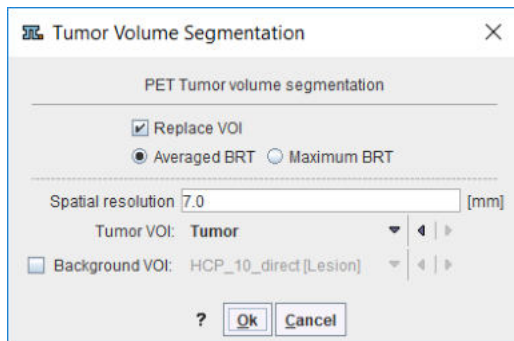 Tumor Volume Segmentation
PET Tumor volume segmentation
Replace VOI
Averaged BRT Maximum BRT
Spatial resolution 7.0 [mm]
Tumor VOI: Tumor
Background VOI: HCP_10_direct [Lesion]
? Ok Cancel